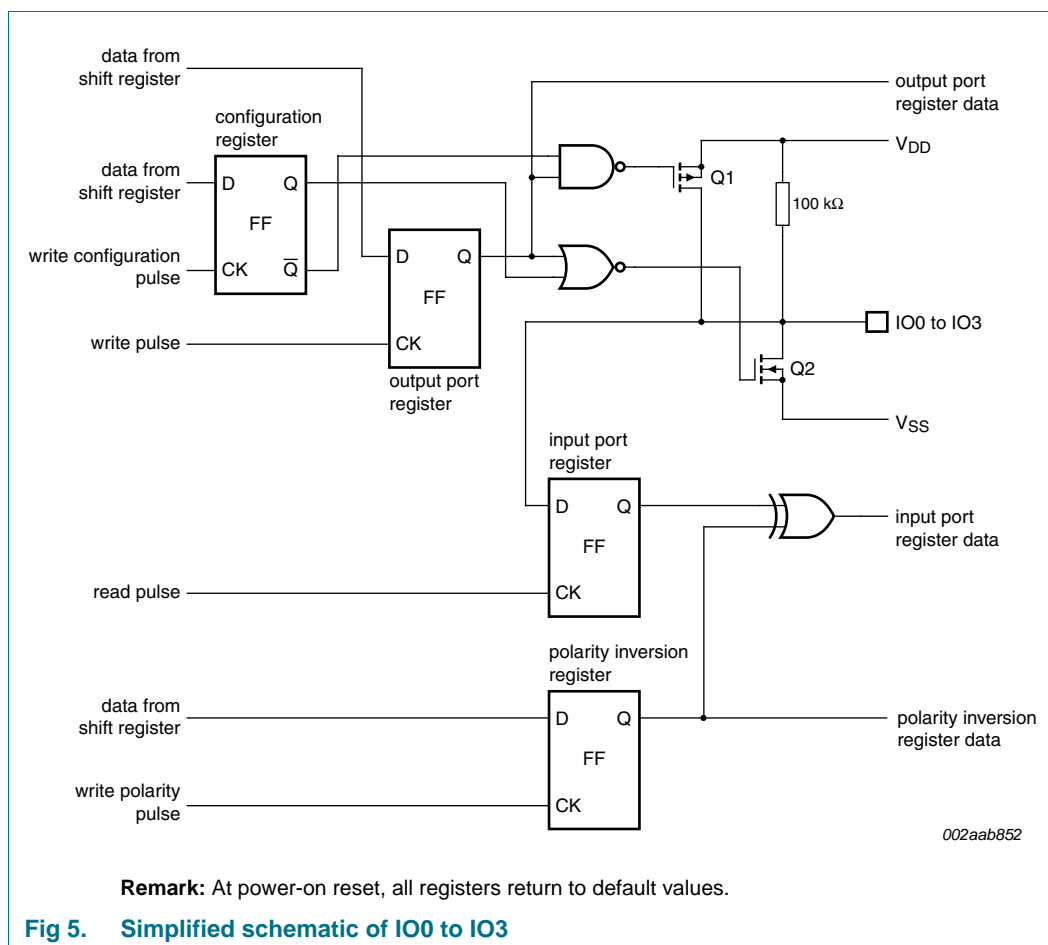 data from
shift register
output port
register data
configuration
register
data from
shift register
D
Q
FF
CK
Q̅
write configuration
pulse
V_DD
Q1
100 kΩ
D
Q
FF
CK
IO0 to IO3
write pulse
output port
register
Q2
V_SS
input port
register
D
Q
FF
CK
input port
register data
read pulse
polarity inversion
register
data from
shift register
D
Q
FF
CK
polarity inversion
register data
write polarity
pulse
002aab852
Remark: At power-on reset, all registers return to default values.
Fig 5. Simplified schematic of IO0 to IO3